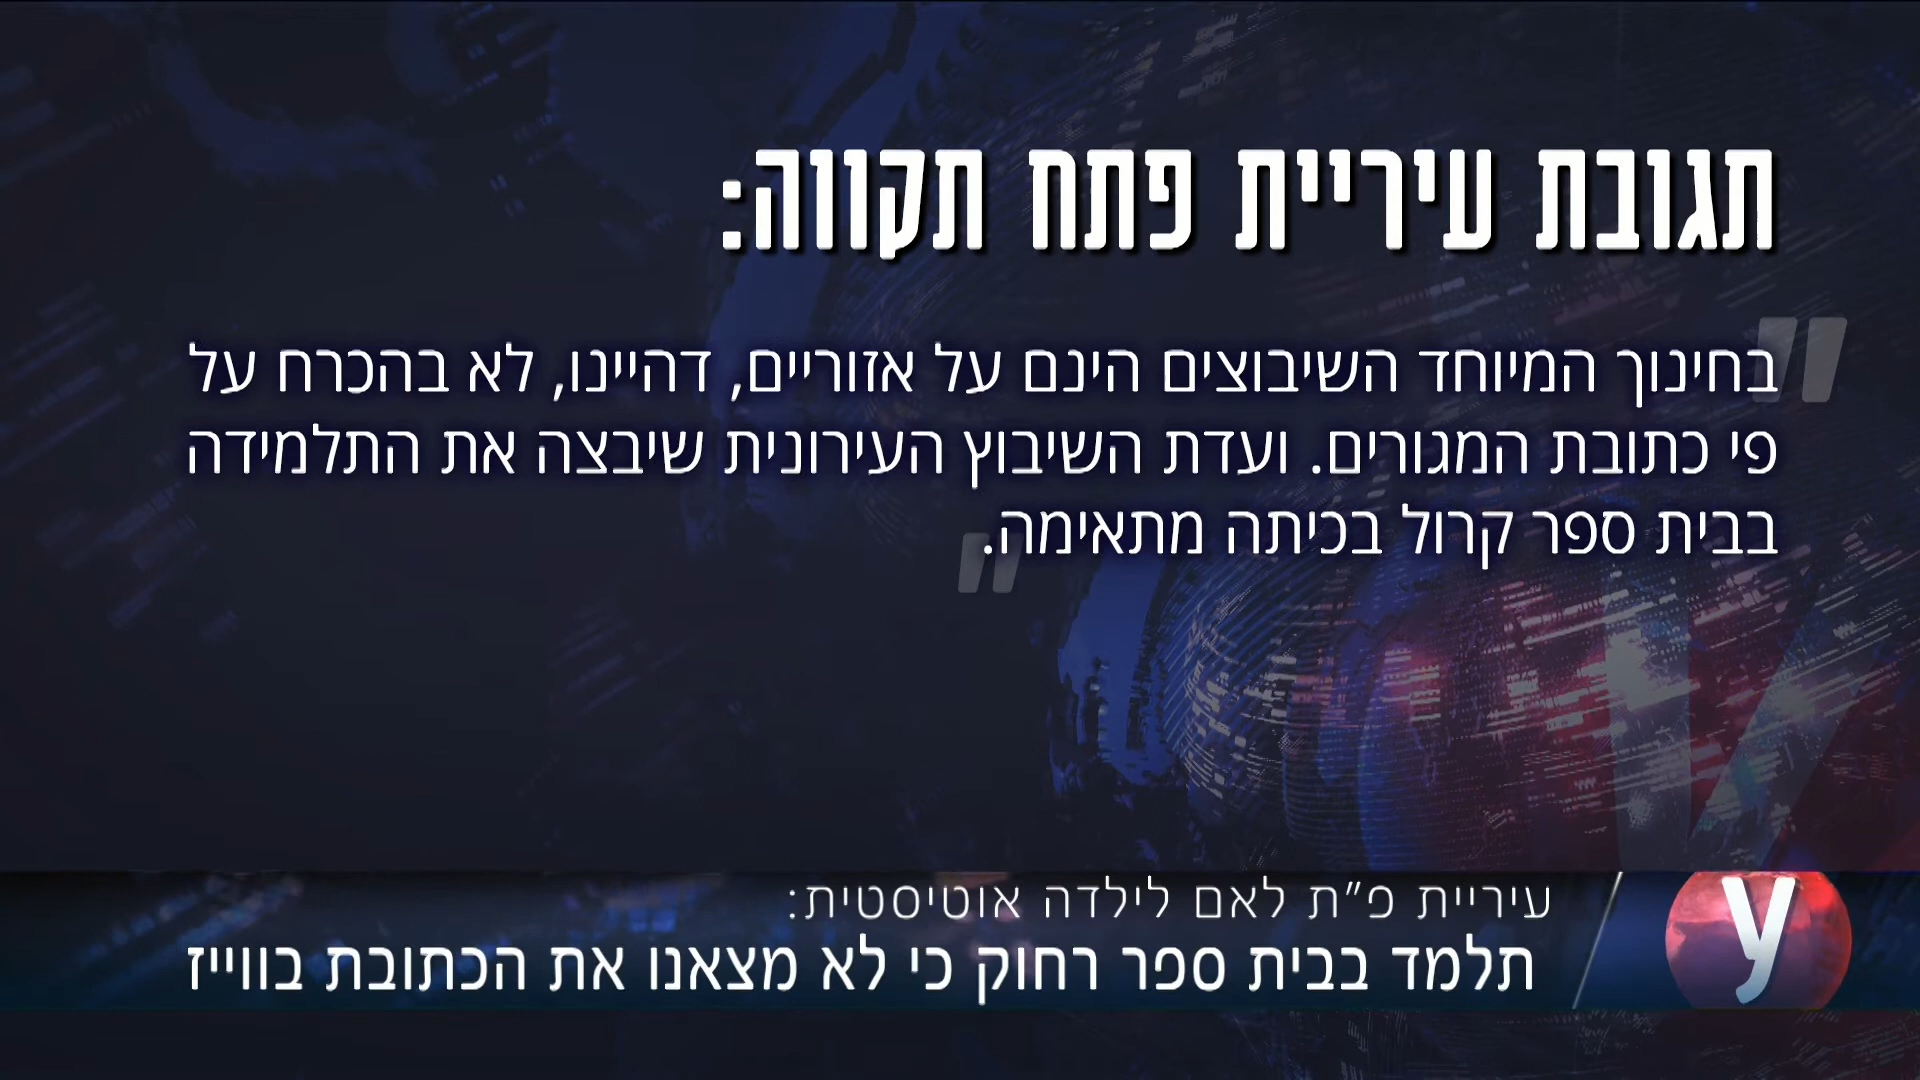 תגובת עיריית פתח תקווה:
"בחינוך המיוחד השיבוצים הינם על אזוריים, דהיינו, לא בהכרח על
פי כתובת המגורים. ועדת השיבוץ העירונית שיבצה את התלמידה
בבית ספר קרול בכיתה מתאימה."
עיריית פ"ת לאם לילדה אוטיסטית:
תלמד בבית ספר רחוק כי לא מצאנו את הכתובת בווייז
y